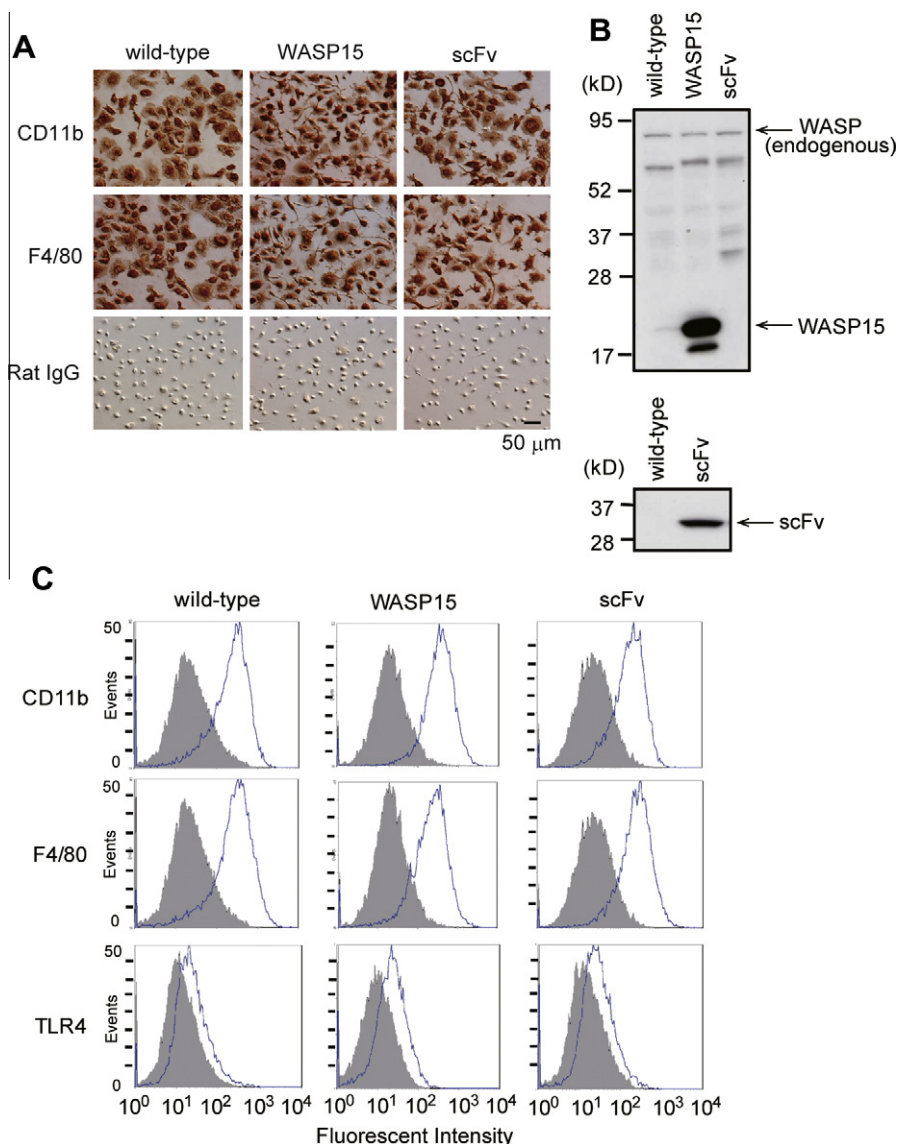 A
wild-type WASP15 scFv
CD11b
F4/80
Rat IgG
50 μm
B
(kD) wild-type WASP15 scFv
95
WASP
(endogenous)
52
37
28
WASP15
17
(kD) wild-type scFv
37
scFv
28
C
wild-type WASP15 scFv
CD11b
50
Events
0
F4/80
50
Events
0
TLR4
50
Events
0
10⁰ 10¹ 10² 10³ 10⁴ 10⁰ 10¹ 10² 10³ 10⁴ 10⁰ 10¹ 10² 10³ 10⁴
Fluorescent Intensity